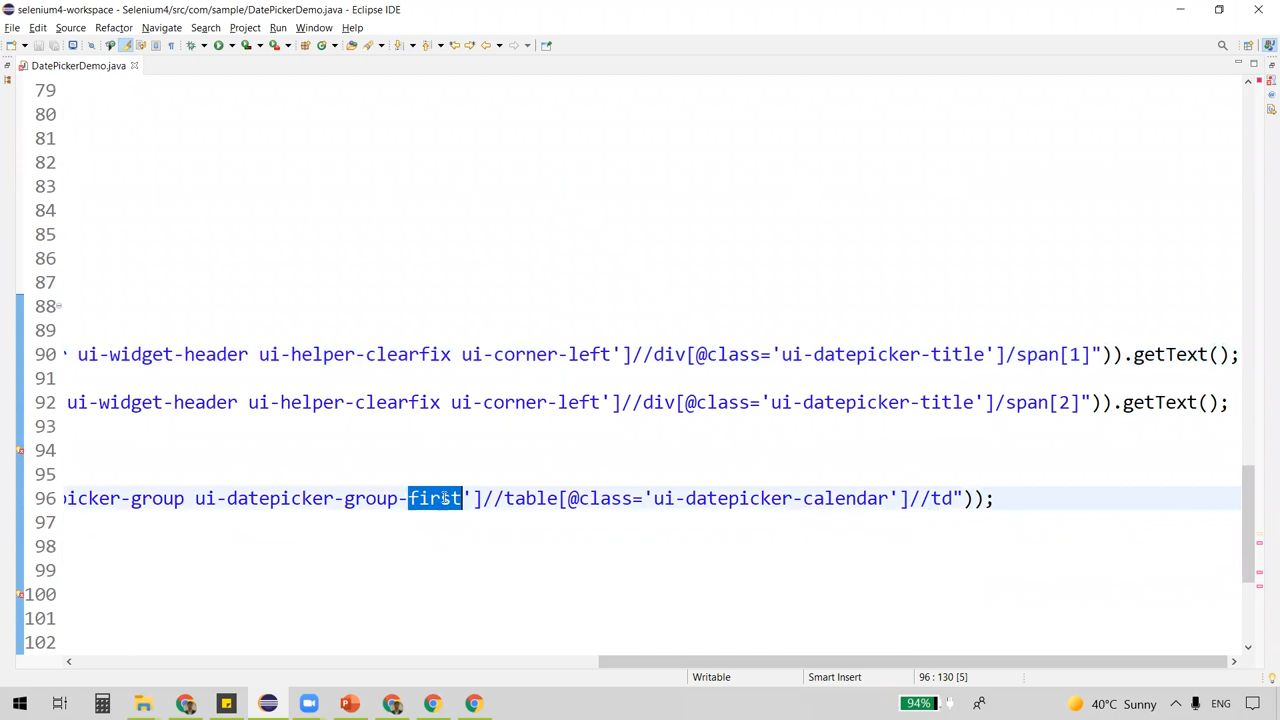 selenium4-workspace - Selenium4/src/com/sample/DatePickerDemo.java - Eclipse IDE
File Edit Source Refactor Navigate Search Project Run Window Help
DatePickerDemo.java
79
80
81
82
83
84
85
86
87
88
89
90 ui-widget-header ui-helper-clearfix ui-corner-left']//div[@class='ui-datepicker-title']/span[1]")).getText();
91
92 ui-widget-header ui-helper-clearfix ui-corner-left']//div[@class='ui-datepicker-title']/span[2]")).getText();
93
94
95
96 picker-group ui-datepicker-group-first']//table[@class='ui-datepicker-calendar']//td"));
97
98
99
100
101
102
Writable Smart Insert 96 : 130 [5]
94% 40°C Sunny ENG